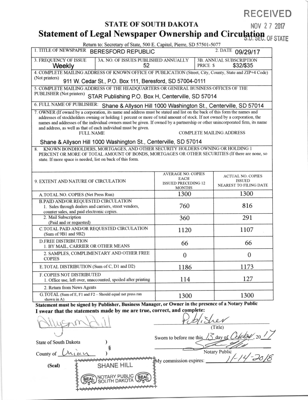 RECEIVED
NOV 27 2017
S.D. SEC. OF STATE
STATE OF SOUTH DAKOTA
Statement of Legal Newspaper Ownership and Circulation
Return to: Secretary of State, 500 E. Capitol, Pierre, SD 57501-5077
1. TITLE OF NEWSPAPER BERESFORD REPUBLIC
2. DATE 09/29/17
3. FREQUENCY OF ISSUE
Weekly
3A. NO. OF ISSUES PUBLISHED ANNUALLY
52
3B. ANNUAL SUBSCRIPTION
PRICE $ $32/$35
4. COMPLETE MAILING ADDRESS OF KNOWN OFFICE OF PUBLICATION (Street, City, County, State and ZIP+4 Code)
(Not printers)
911 W. Cedar St., P.O. Box 111, Beresford, SD 57004-0111
5. COMPLETE MAILING ADDRESS OF THE HEADQUARTERS OF GENERAL BUSINESS OFFICES OF THE
PUBLISHER (Not printer)
STAR Publishing P.O. Box H, Centerville, SD 57014
6. FULL NAME OF PUBLISHER: Shane & Allyson Hill 1000 Washington St., Centerville, SD 57014
7. OWNER (If owned by a corporation, its name and address must be stated and also on the back of this form the names and
addresses of stockholders owning or holding 1 percent or more of total amount of stock. If not owned by a corporation, the
names and addresses of the individual owners must be given. If owned by a partnership or other unincorporated firm, its name
and address, as well as that of each individual must be given.
FULL NAME
COMPLETE MAILING ADDRESS
Shane & Allyson Hill 1000 Washington St., Centerville, SD 57014
8. KNOWN BONDHOLDERS, MORTGAGES, AND OTHER SECURITY HOLDERS OWNING OR HOLDING 1
PERCENT OR MORE OF TOTAL AMOUNT OF BONDS, MORTGAGES OR OTHER SECURITIES (If there are none, so
state. If more space is needed, list on back of this form.
9. EXTENT AND NATURE OF CIRCULATION
AVERAGE NO. COPIES
EACH
ISSUED PRECEDING 12
MONTHS
ACTUAL NO. COPIES
ISSUED
NEAREST TO FILING DATE
A. TOTAL NO. COPIES (Net Press Run)
1300
1300
B. PAID AND/OR REQUESTED CIRCULATION
1. Sales through dealers and carriers, street vendors,
counter sales, and paid electronic copies.
760
816
2. Mail Subscription
(Paid and or requested)
360
291
C. TOTAL PAID AND/OR REQUESTED CIRCULATION
(Sum of 9B1 and 9B2)
1120
1107
D. FREE DISTRIBUTION
1. BY MAIL, CARRIER OR OTHER MEANS
66
66
2. SAMPLES, COMPLIMENTARY AND OTHER FREE
COPIES
0
0
E. TOTAL DISTRIBUTION (Sum of C, D1 and D2)
1186
1173
F. COPIES NOT DISTRIBUTED
1. Office use, left over, unaccounted, spoiled after printing
114
127
2. Return from News Agents
G. TOTAL (Sum of E, F1 and F2 - Should equal net press run
shown in A)
1300
1300
Statement must be signed by Publisher, Business Manager, or Owner in the presence of a Notary Public
I swear that the statements made by me are true, correct, and complete:
Allyson Hill
Publisher
(Title)
State of South Dakota )
Sworn to before me this 13 day of October 2017
County of Union )
Notary Public
(Seal)
My commission expires: 11-14-2018
SHANE HILL
SEAL NOTARY PUBLIC SEAL
SOUTH DAKOTA